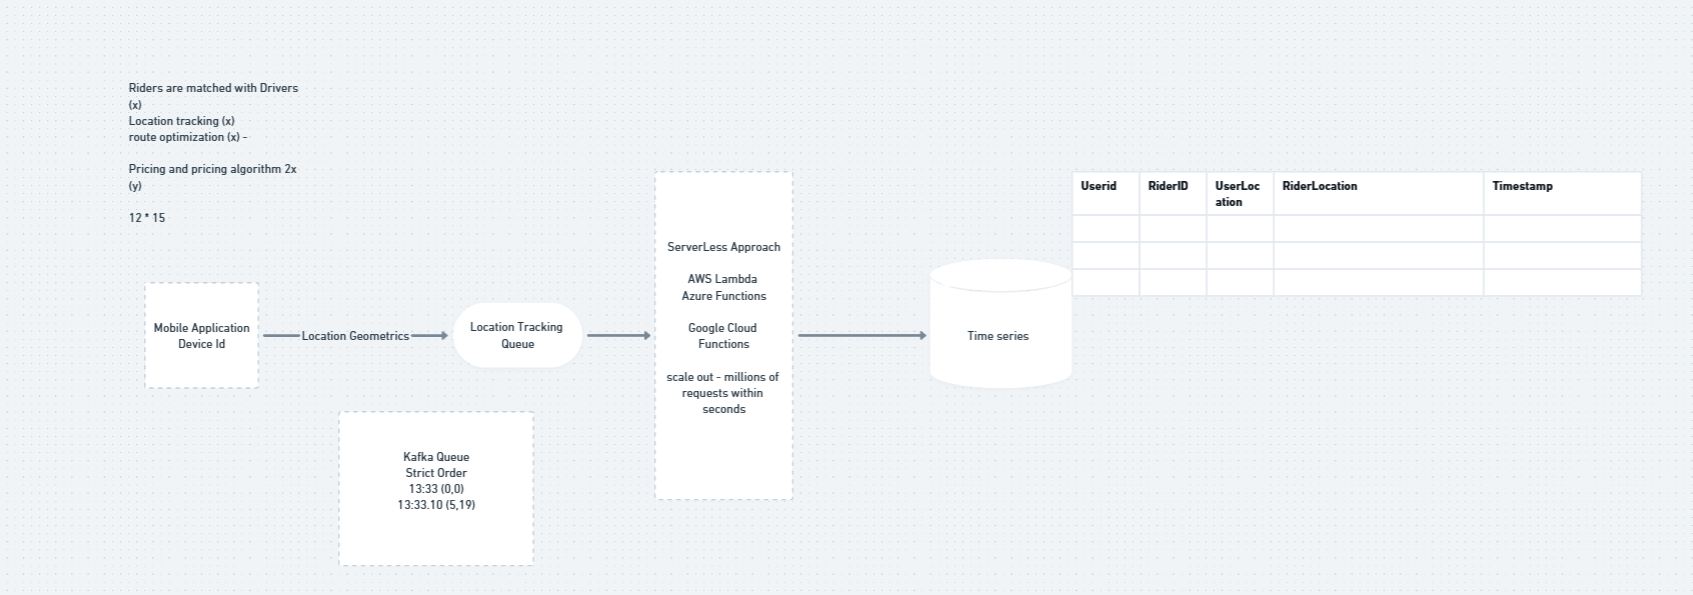 Riders are matched with Drivers
(x)
Location tracking (x)
route optimization (x) -
Pricing and pricing algorithm 2x
(y)
12 * 15
Mobile Application
Device Id
Location Geometrics
Location Tracking
Queue
Kafka Queue
Strict Order
13:33 (0,0)
13:33.10 (5,19)
ServerLess Approach
AWS Lambda
Azure Functions
Google Cloud
Functions
scale out - millions of
requests within
seconds
Time series
Userid
RiderID
UserLoc
ation
RiderLocation
Timestamp